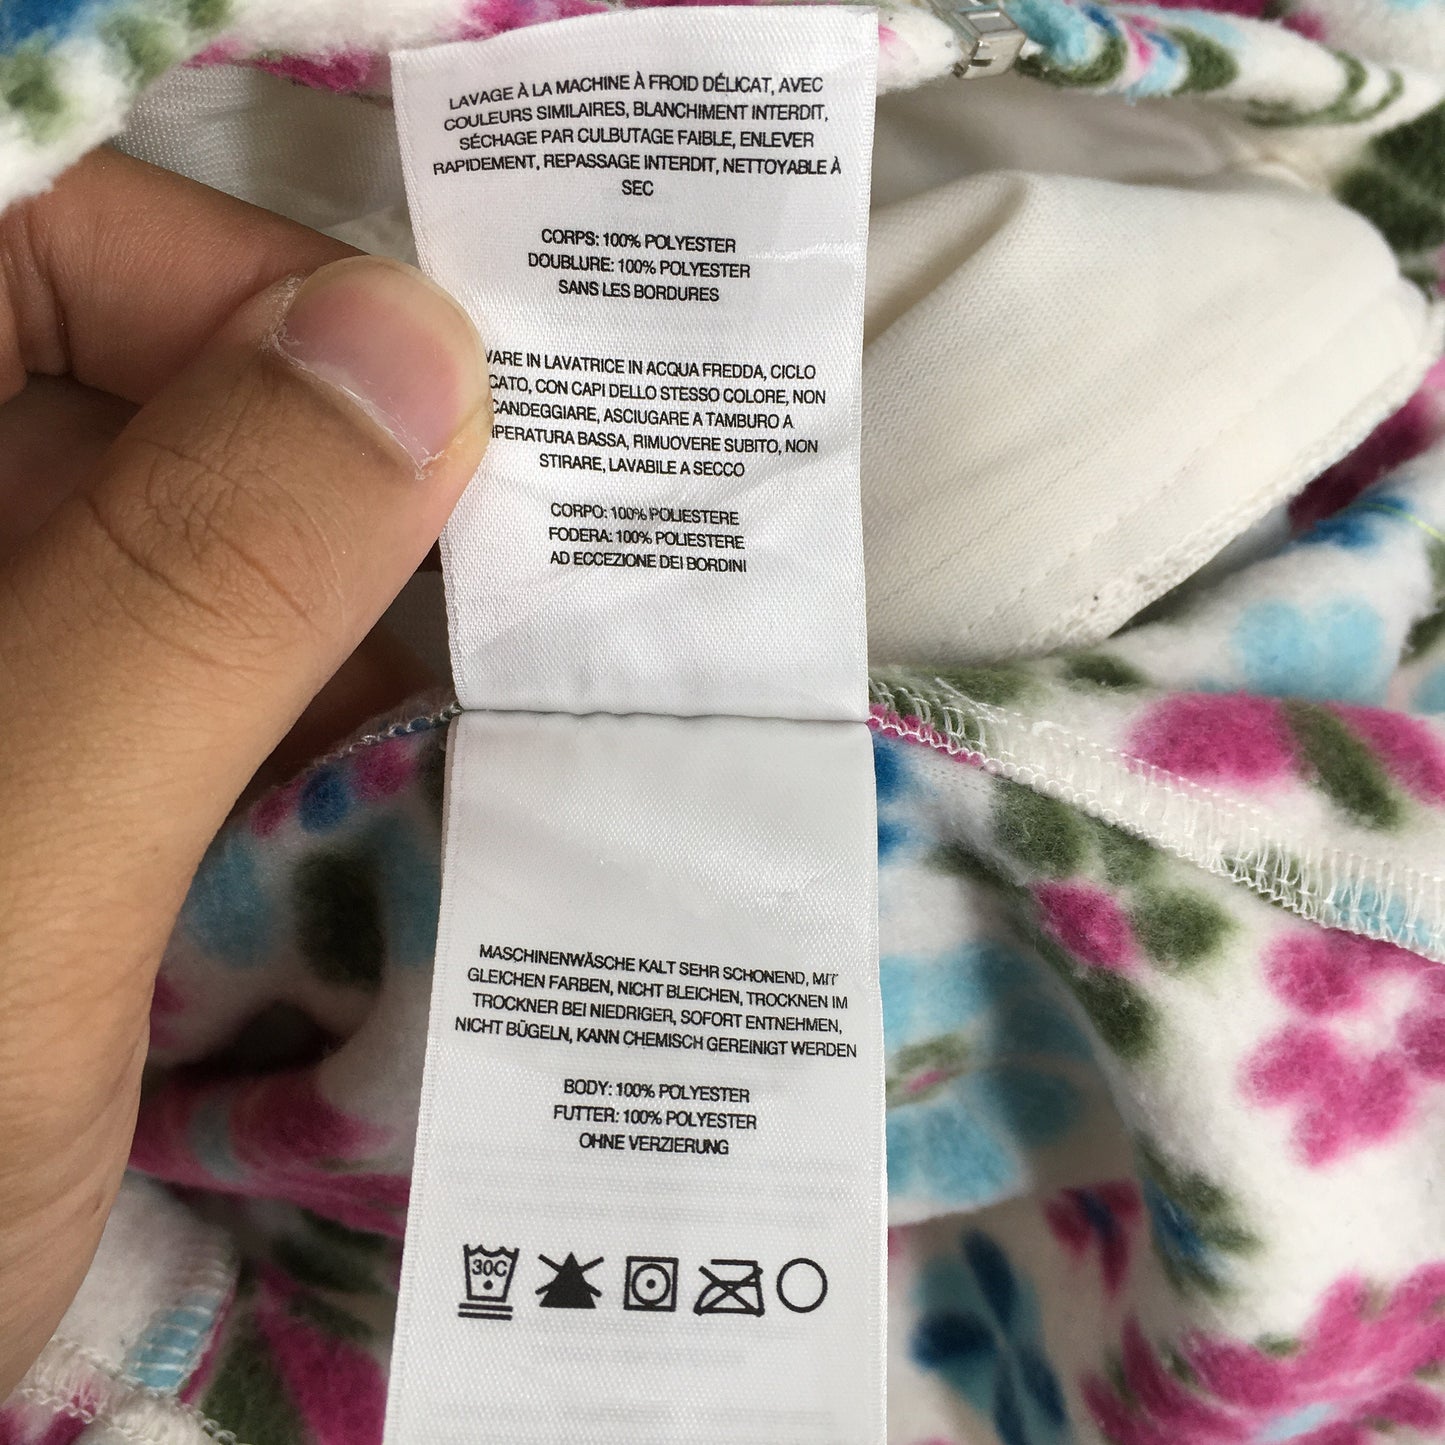 LAVAGE À LA MACHINE À FROID DÉLICAT, AVEC
COULEURS SIMILAIRES, BLANCHIMENT INTERDIT,
SÉCHAGE PAR CULBUTAGE FAIBLE, ENLEVER
RAPIDEMENT, REPASSAGE INTERDIT, NETTOYABLE À
SEC
CORPS: 100% POLYESTER
DOUBLURE: 100% POLYESTER
SANS LES BORDURES
VARE IN LAVATRICE IN ACQUA FREDDA, CICLO
CATO, CON CAPI DELLO STESSO COLORE, NON
CANDEGGIARE, ASCIUGARE A TAMBURO A
PERATURA BASSA, RIMUOVERE SUBITO, NON
STIRARE, LAVABILE A SECCO
CORPO: 100% POLIESTERE
FODERA: 100% POLIESTERE
AD ECCEZIONE DEI BORDINI
MASCHINENWÄSCHE KALT SEHR SCHONEND, MIT
GLEICHEN FARBEN, NICHT BLEICHEN, TROCKNEN IM
TROCKNER BEI NIEDRIGER, SOFORT ENTNEHMEN,
NICHT BÜGELN, KANN CHEMISCH GEREINIGT WERDEN
BODY: 100% POLYESTER
FUTTER: 100% POLYESTER
OHNE VERZIERUNG
30C